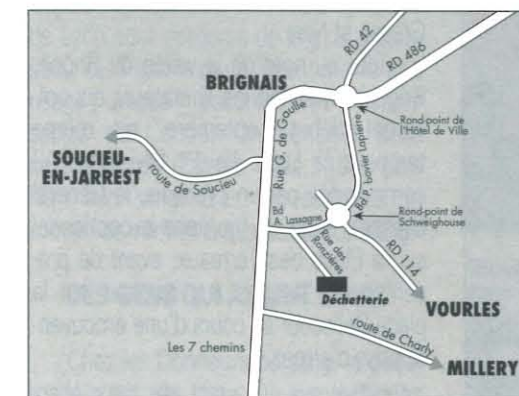 RD 42
RD 486
BRIGNAIS
Rond-point de
l'Hôtel de Ville
Rue G. de Gaulle
Bd P. Lavier Lapierre
SOUCIEU-
EN-JARREST
route de Soucieu
Bd
A. Lassagne
Rond-point de
Schweighouse
Rue des
Ronzières
RD 114
Déchetterie
VOURLES
Les 7 chemins
route de Charly
MILLERY